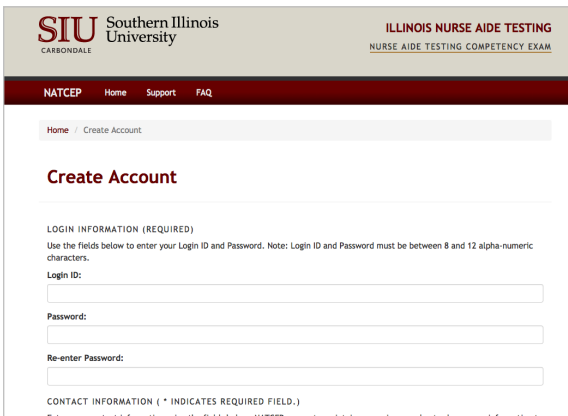 SIU Southern Illinois
University
CARBONDALE
ILLINOIS NURSE AIDE TESTING
NURSE AIDE TESTING COMPETENCY EXAM
NATCEP Home Support FAQ
Home / Create Account
Create Account
LOGIN INFORMATION (REQUIRED)
Use the fields below to enter your Login ID and Password. Note: Login ID and Password must be between 8 and 12 alpha-numeric
characters.
Login ID:
Password:
Re-enter Password:
CONTACT INFORMATION ( * INDICATES REQUIRED FIELD.)